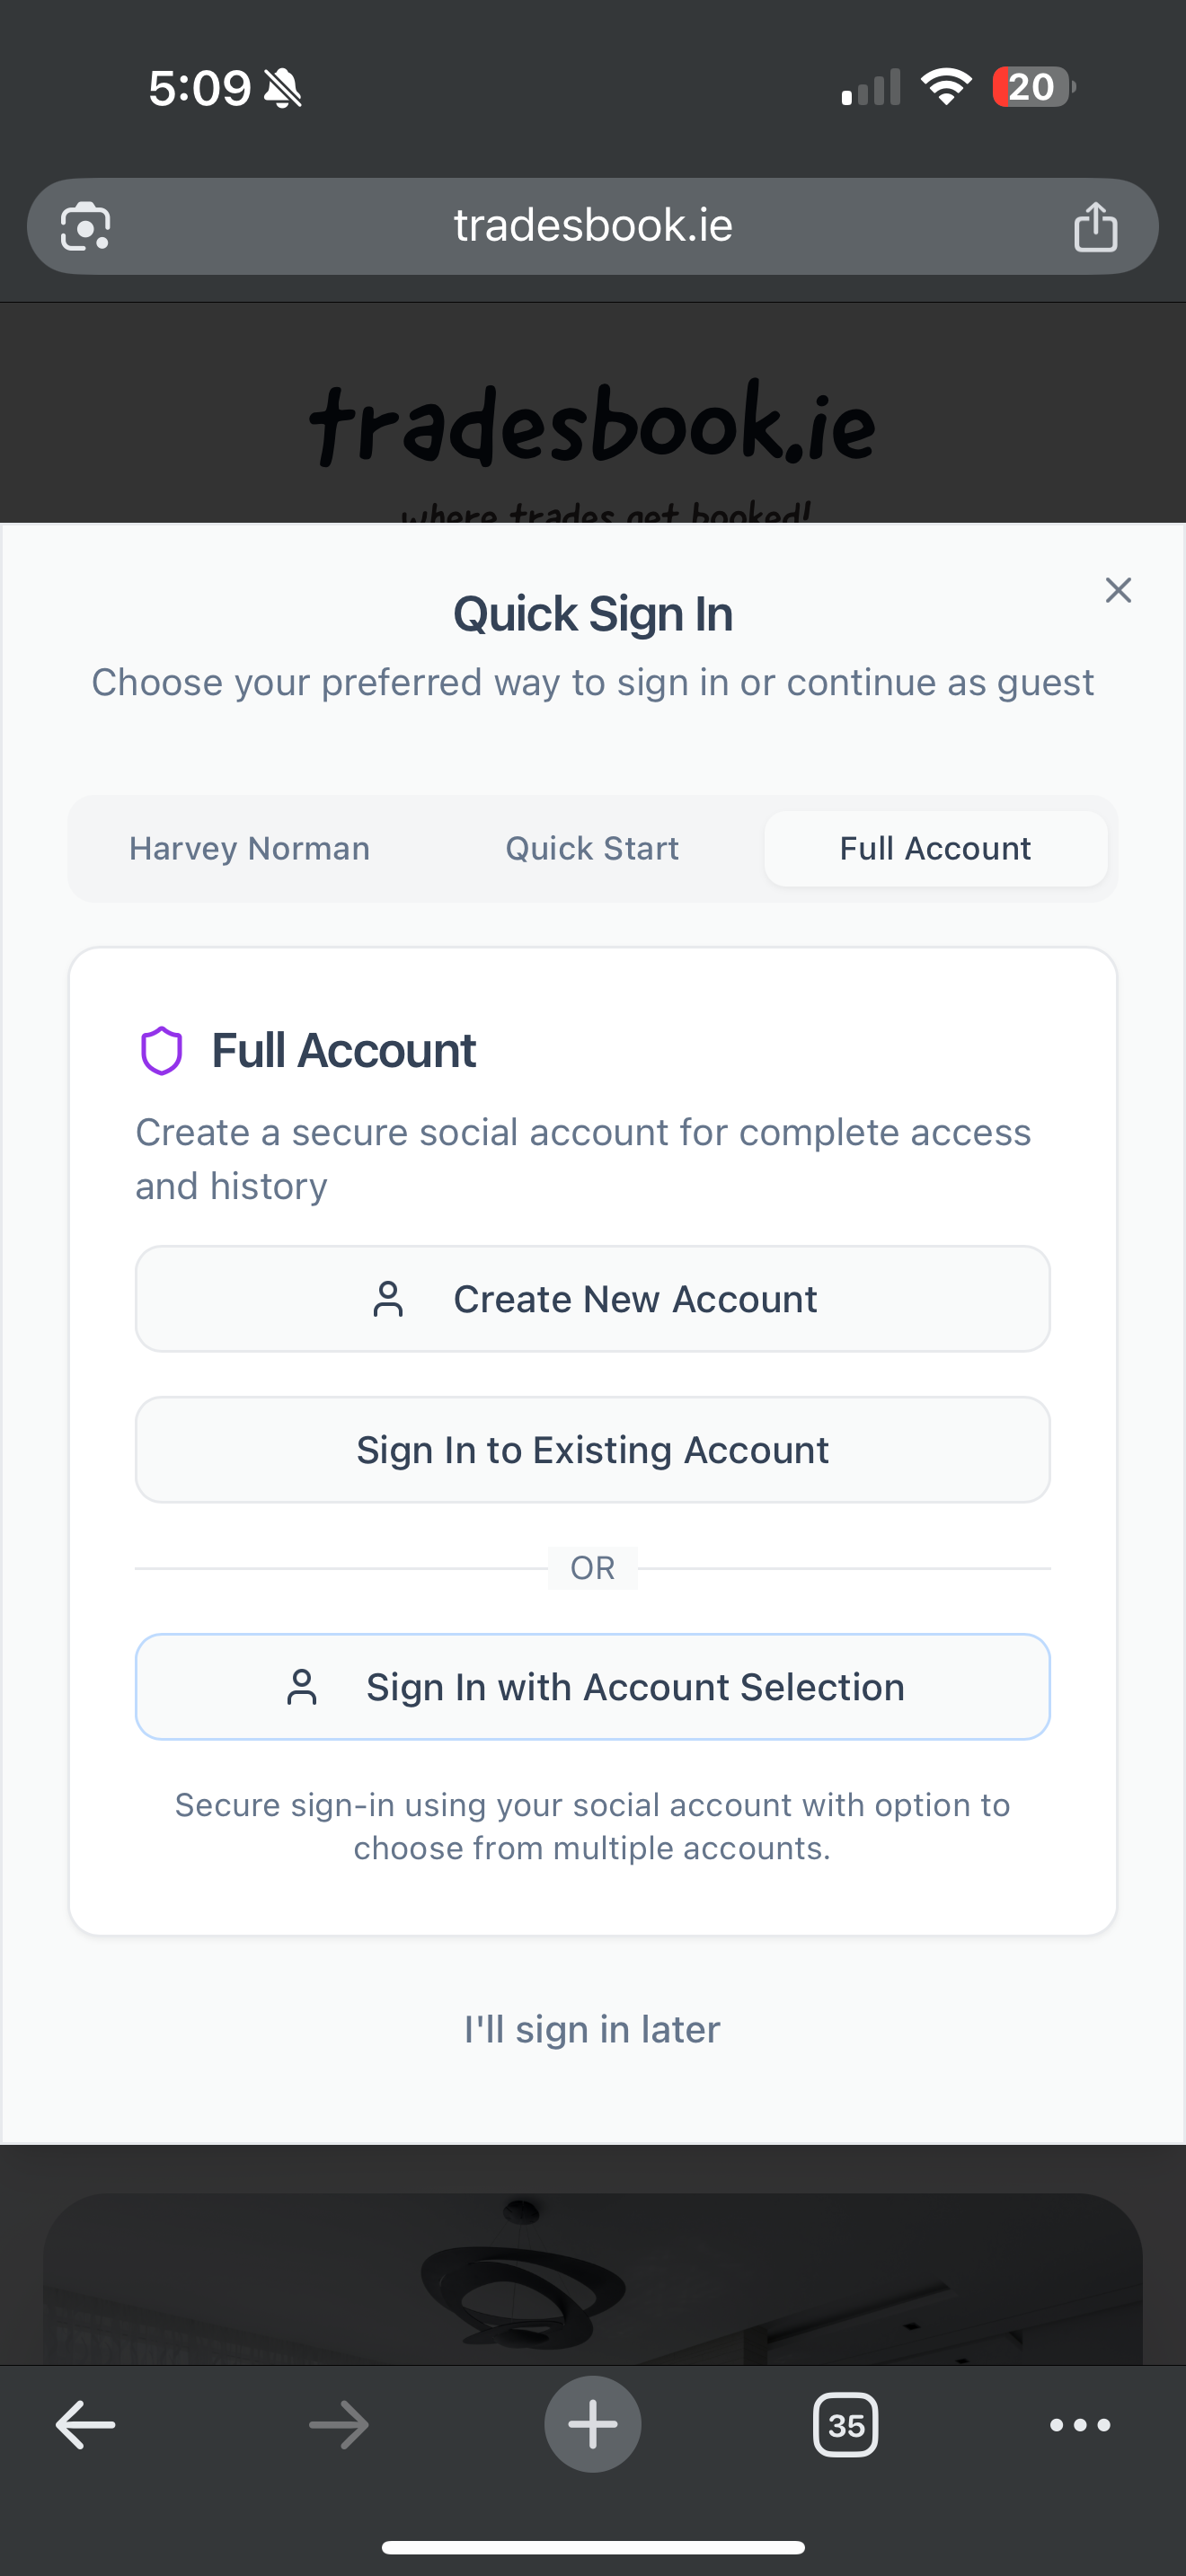 5:09
20
tradesbook.ie
tradesbook.ie
where trades get booked!
Quick Sign In
Choose your preferred way to sign in or continue as guest
Harvey Norman
Quick Start
Full Account
Full Account
Create a secure social account for complete access
and history
Create New Account
Sign In to Existing Account
OR
Sign In with Account Selection
Secure sign-in using your social account with option to
choose from multiple accounts.
I'll sign in later
35